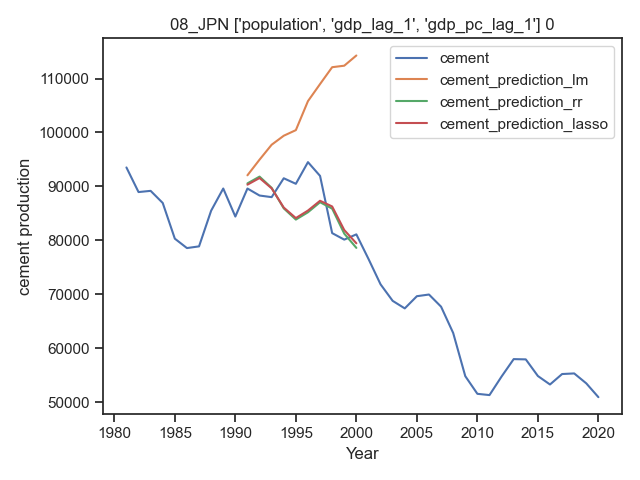 08_JPN ['population', 'gdp_lag_1', 'gdp_pc_lag_1'] 0
cement
cement_prediction_lm
cement_prediction_rr
cement_prediction_lasso
cement production
110000
100000
90000
80000
70000
60000
50000
1980 1985 1990 1995 2000 2005 2010 2015 2020
Year